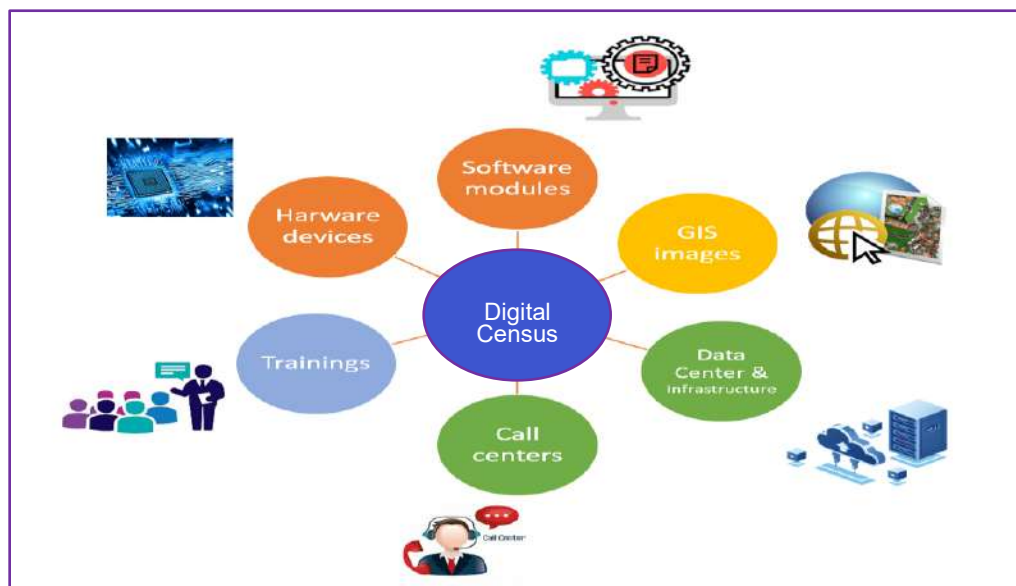 Software
modules
Harware
devices
GIS
images
Digital
Census
Trainings
Data
Center &
infrastructure
Call
centers
Call Center